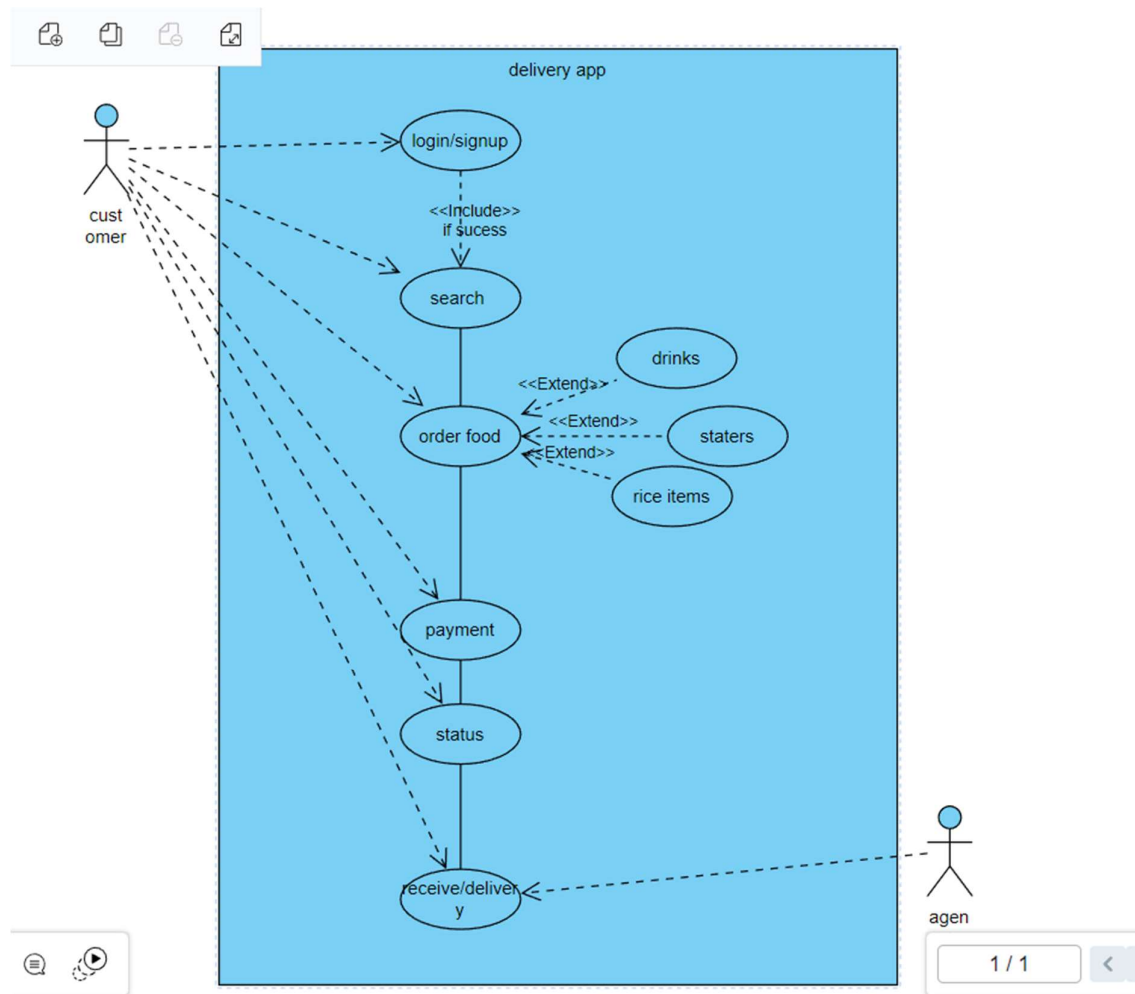 delivery app
login/signup
cust
omer
<<Include>>
if sucess
search
drinks
<<Extend>>
<<Extend>>
order food
staters
<<Extend>>
rice items
payment
status
receive/deliver
y
agen
1 / 1